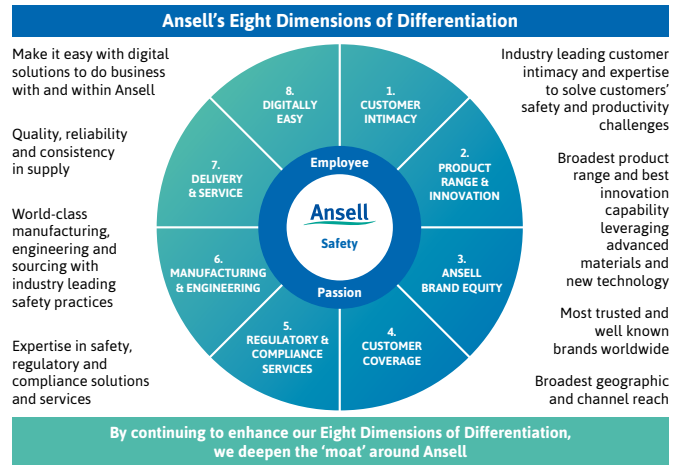 Ansell's Eight Dimensions of Differentiation
Make it easy with digital
solutions to do business
with and within Ansell
Quality, reliability
and consistency
in supply
World-class
manufacturing,
engineering and
sourcing with
industry leading
safety practices
Expertise in safety,
regulatory and
compliance solutions
and services
8.
DIGITALLY
EASY
1.
CUSTOMER
INTIMACY
7.
DELIVERY
& SERVICE
2.
PRODUCT
RANGE &
INNOVATION
6.
MANUFACTURING
& ENGINEERING
3.
ANSELL
BRAND EQUITY
5.
REGULATORY &
COMPLIANCE
SERVICES
4.
CUSTOMER
COVERAGE
Employee
Ansell
Safety
Passion
Industry leading customer
intimacy and expertise
to solve customers'
safety and productivity
challenges
Broadest product
range and best
innovation
capability
leveraging
advanced
materials and
new technology
Most trusted and
well known
brands worldwide
Broadest geographic
and channel reach
By continuing to enhance our Eight Dimensions of Differentiation,
we deepen the 'moat' around Ansell